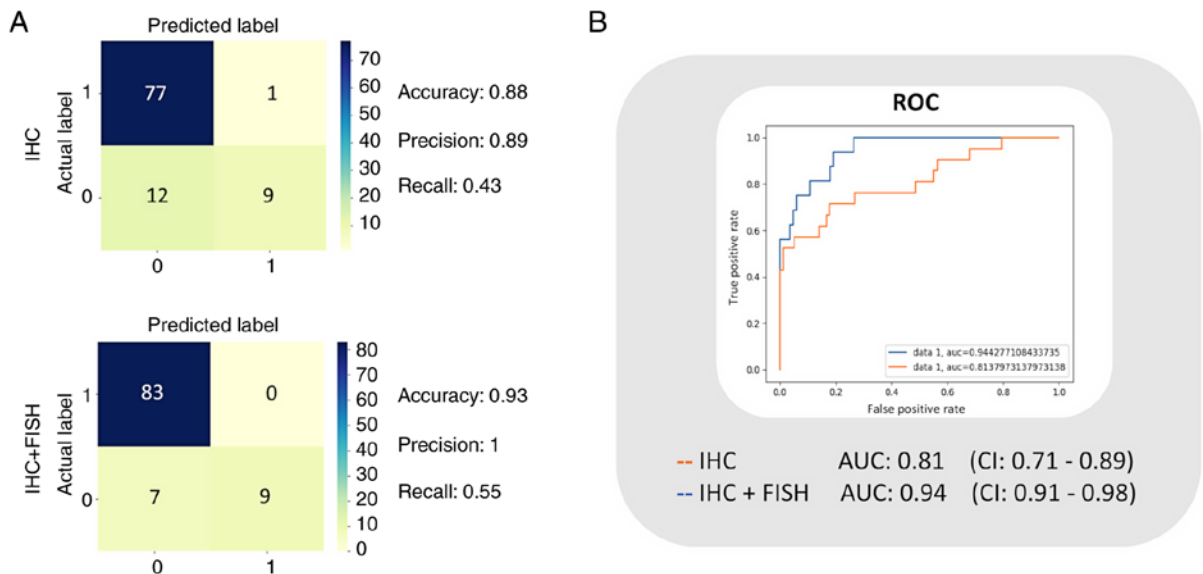 A
Predicted label
IHC
Actual label
1
77
1
0
12
9
0
1
70
60
50
40
30
20
10
Accuracy: 0.88
Precision: 0.89
Recall: 0.43
Predicted label
IHC+FISH
Actual label
1
83
0
0
7
9
0
1
80
70
60
50
40
30
20
10
0
Accuracy: 0.93
Precision: 1
Recall: 0.55
B
ROC
True positive rate
1.0
0.8
0.6
0.4
0.2
0.0
data 1, auc=0.944277108433735
data 1, auc=0.8137973137973138
0.0 0.2 0.4 0.6 0.8 1.0
False positive rate
-- IHC AUC: 0.81 (CI: 0.71 - 0.89)
-- IHC + FISH AUC: 0.94 (CI: 0.91 - 0.98)